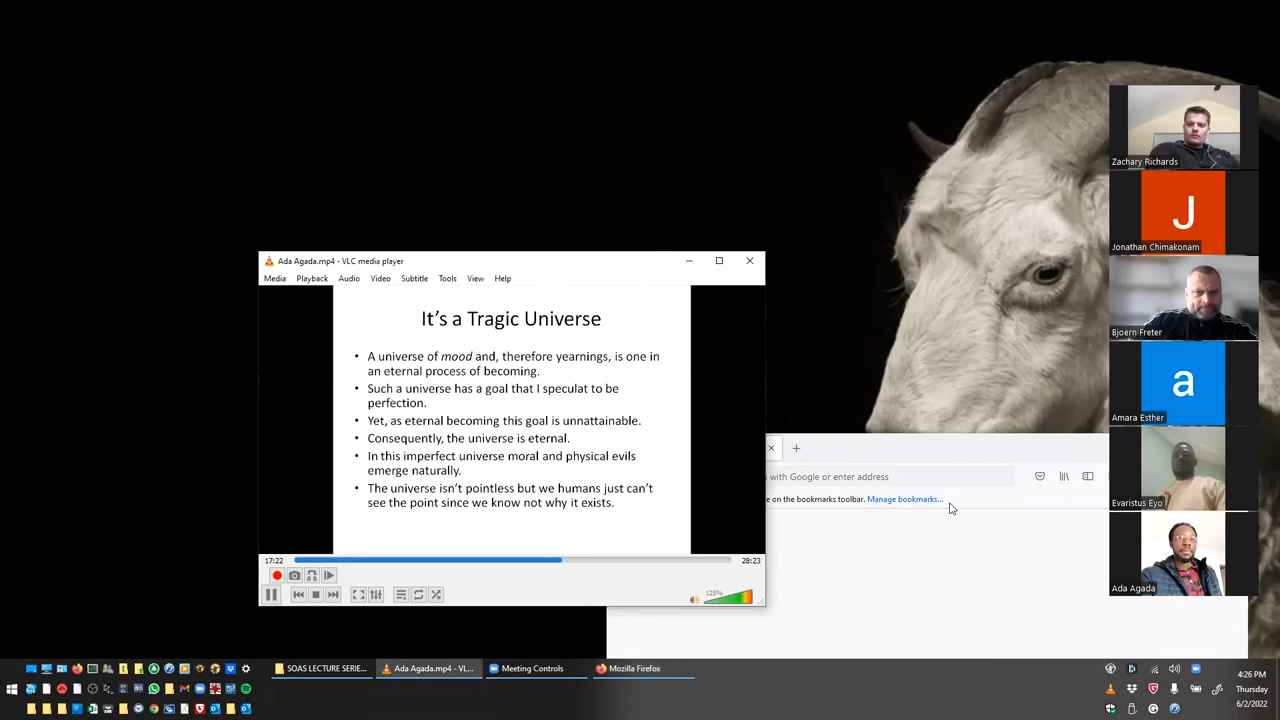 Ada Agada.mp4 - VLC media player
Media Playback Audio Video Subtitle Tools View Help
It's a Tragic Universe
• A universe of mood and, therefore yearnings, is one in
an eternal process of becoming.
• Such a universe has a goal that I speculat to be
perfection.
• Yet, as eternal becoming this goal is unnattainable.
• Consequently, the universe is eternal.
• In this imperfect universe moral and physical evils
emerge naturally.
• The universe isn't pointless but we humans just can't
see the point since we know not why it exists.
17:22
28:23
125%
with Google or enter address
on the bookmarks toolbar. Manage bookmarks...
Zachary Richards
J
Jonathan Chimakonam
Bjoern Freter
a
Amara Esther
Evaristus Eyo
Ada Agada
SOAS LECTURE SERIE...
Ada Agada.mp4 - VL...
Meeting Controls
Mozilla Firefox
4:26 PM
Thursday
6/2/2022